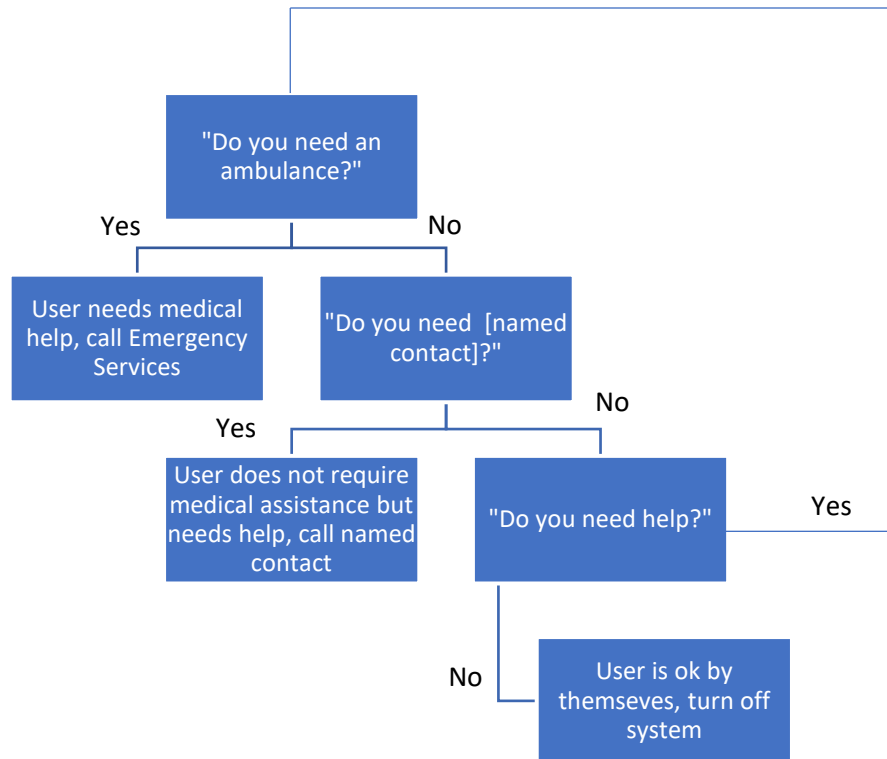 "Do you need an
ambulance?"
Yes
No
User needs medical
help, call Emergency
Services
"Do you need  [named
contact]?"
Yes
No
User does not require
medical assistance but
needs help, call named
contact
"Do you need help?"
Yes
No
User is ok by
themseves, turn off
system